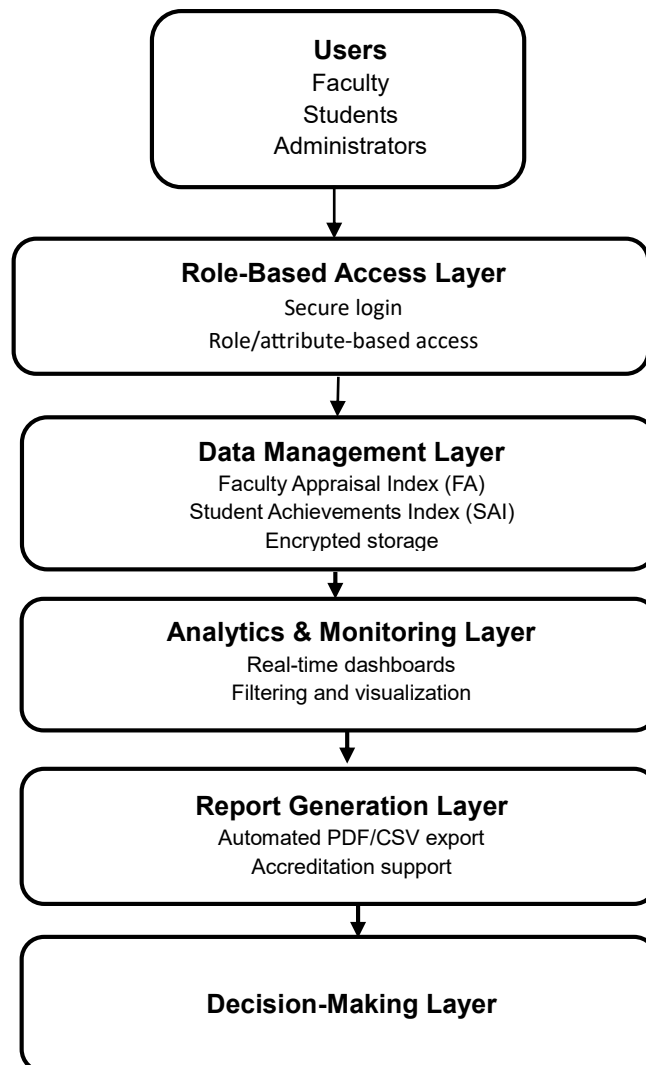 Users
Faculty
Students
Administrators
Role-Based Access Layer
Secure login
Role/attribute-based access
Data Management Layer
Faculty Appraisal Index (FA)
Student Achievements Index (SAI)
Encrypted storage
Analytics & Monitoring Layer
Real-time dashboards
Filtering and visualization
Report Generation Layer
Automated PDF/CSV export
Accreditation support
Decision-Making Layer